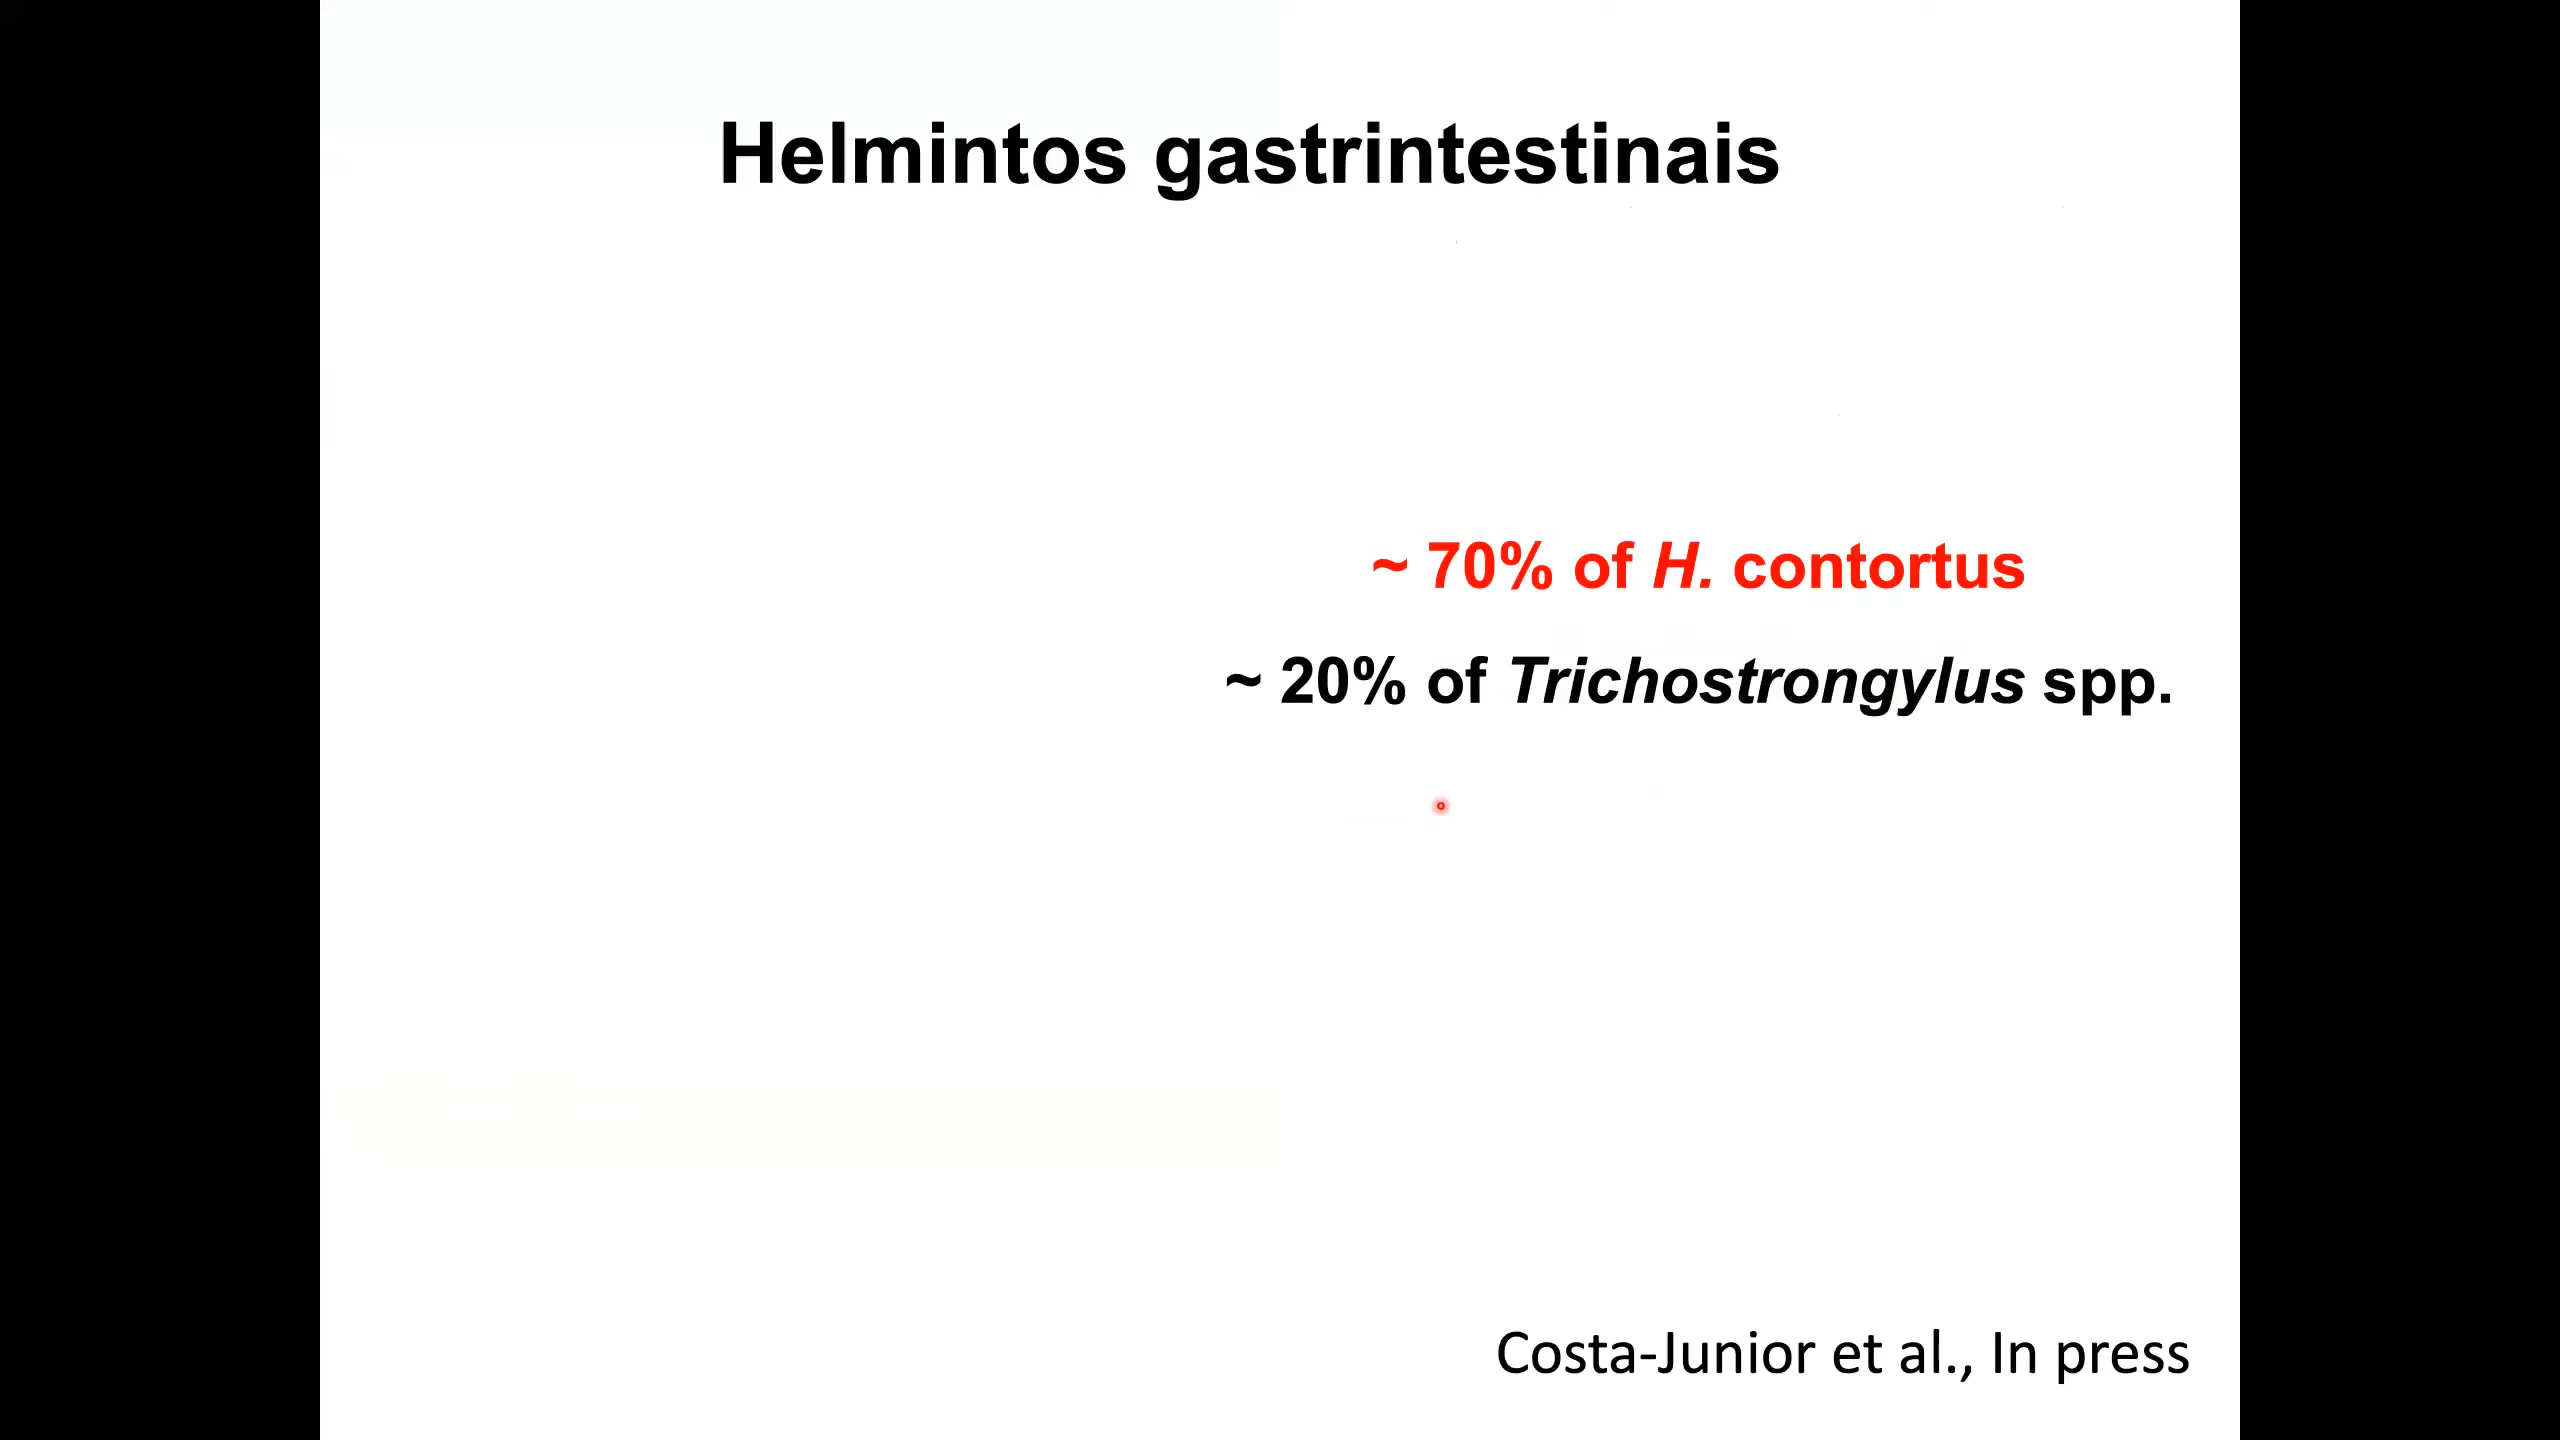 Helmintos gastrintestinais
~ 70% of H. contortus
~ 20% of Trichostrongylus spp.
Costa-Junior et al., In press